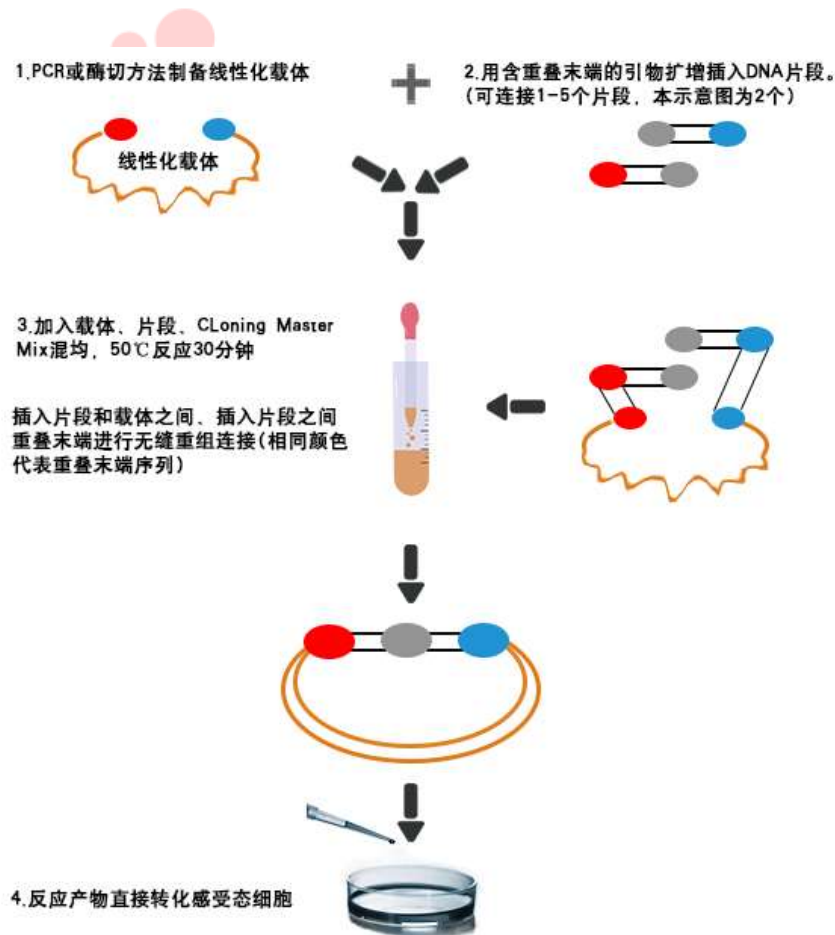 1.PCR或酶切方法制备线性化载体
2.用含重叠末端的引物扩增插入DNA片段。
(可连接1-5个片段，本示意图为2个)
线性化载体
3.加入载体、片段、CLoning Master
Mix混均，50℃反应30分钟
插入片段和载体之间、插入片段之间
重叠末端进行无缝重组连接(相同颜色
代表重叠末端序列)
4.反应产物直接转化感受态细胞